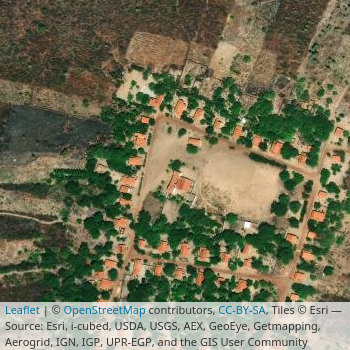 Leaflet | © OpenStreetMap contributors, CC-BY-SA, Tiles © Esri —
Source: Esri, i-cubed, USDA, USGS, AEX, GeoEye, Getmapping,
Aerogrid, IGN, IGP, UPR-EGP, and the GIS User Community